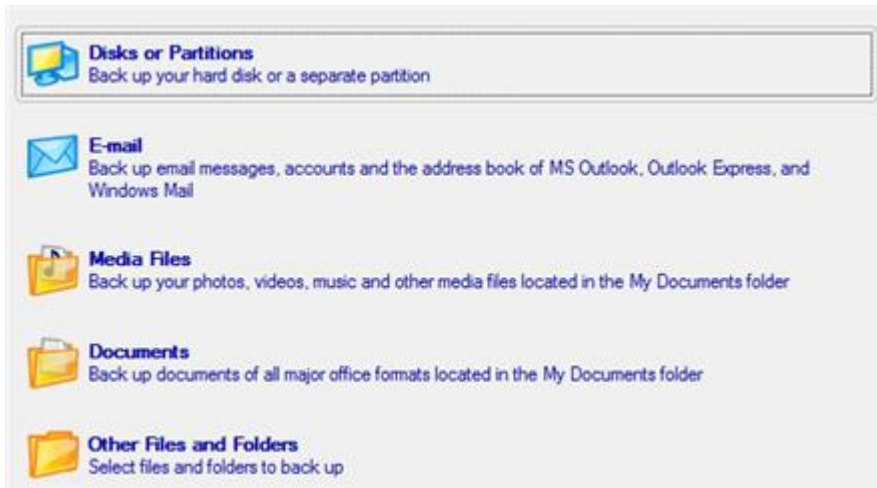 Disks or Partitions
Back up your hard disk or a separate partition
E-mail
Back up email messages, accounts and the address book of MS Outlook, Outlook Express, and
Windows Mail
Media Files
Back up your photos, videos, music and other media files located in the My Documents folder
Documents
Back up documents of all major office formats located in the My Documents folder
Other Files and Folders
Select files and folders to back up